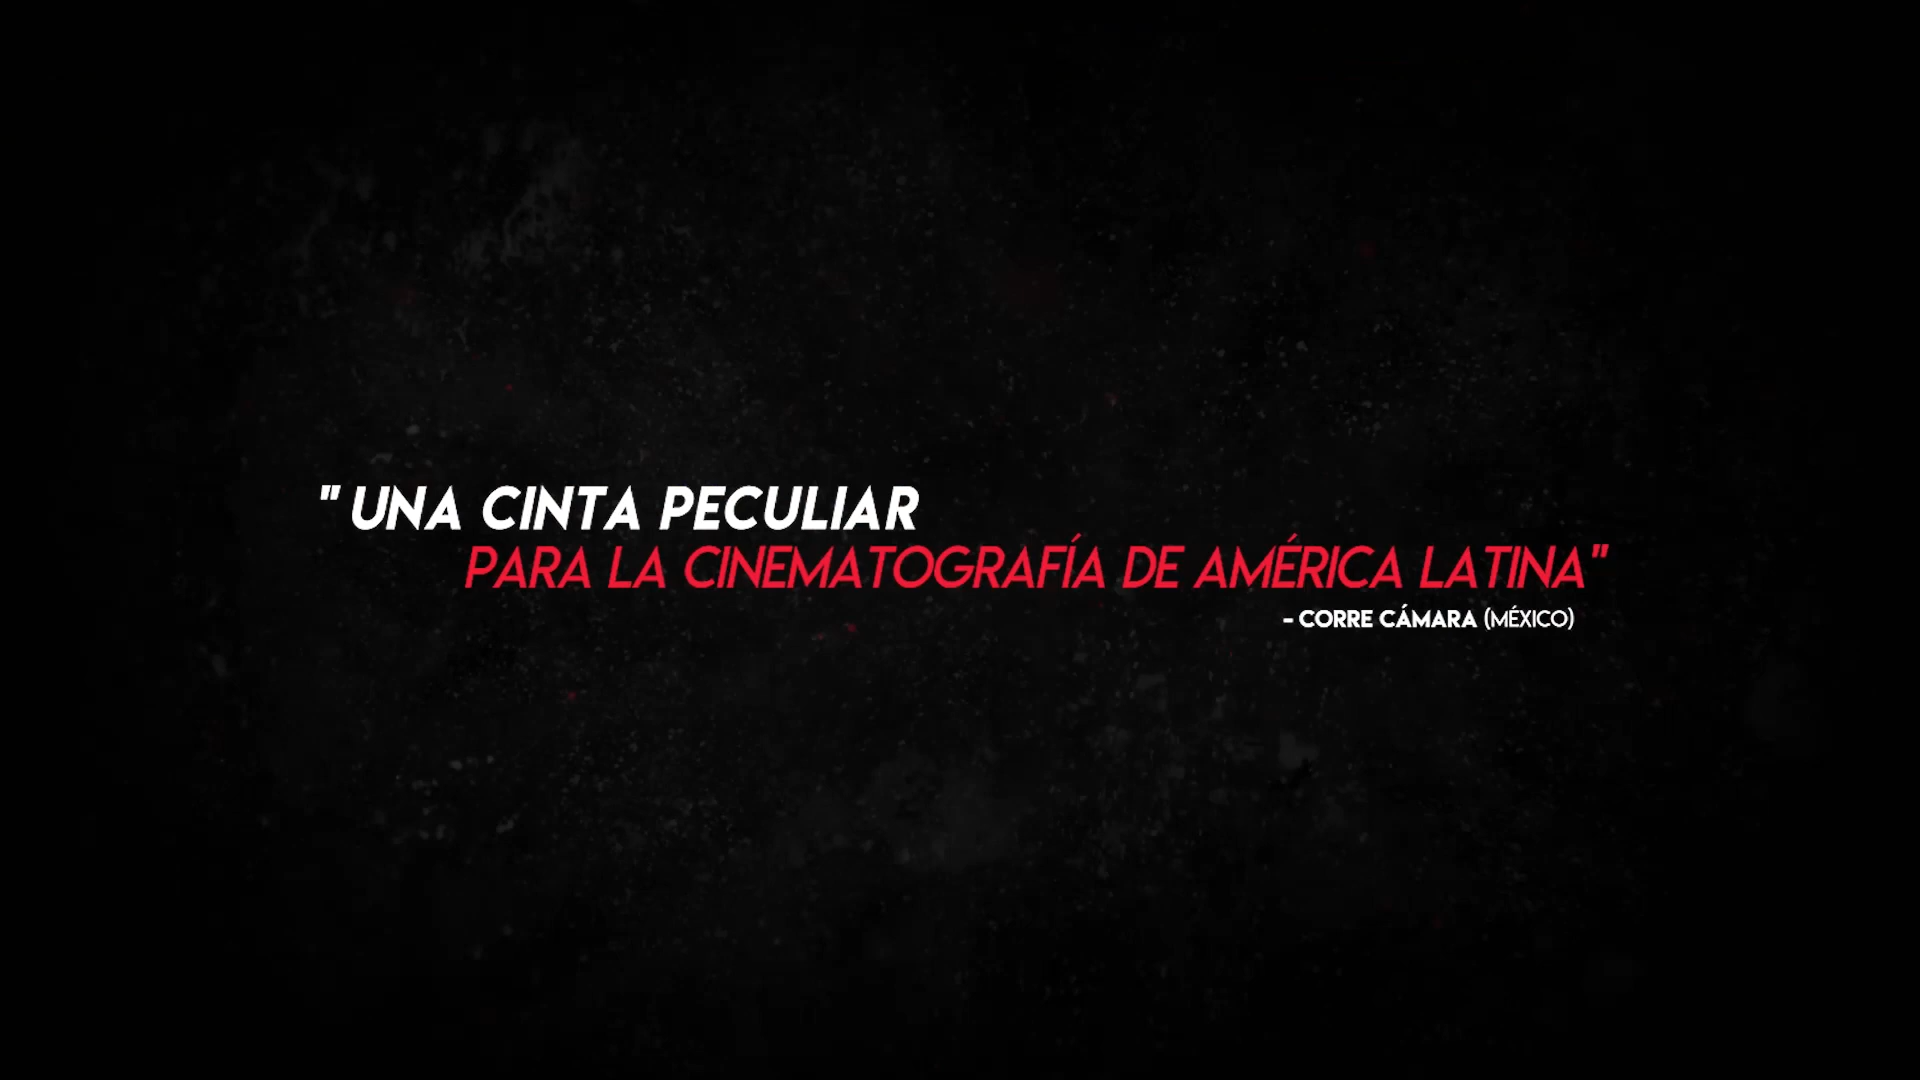 " UNA CINTA PECULIAR
PARA LA CINEMATOGRAFÍA DE AMÉRICA LATINA"
- CORRE CÁMARA (MÉXICO)